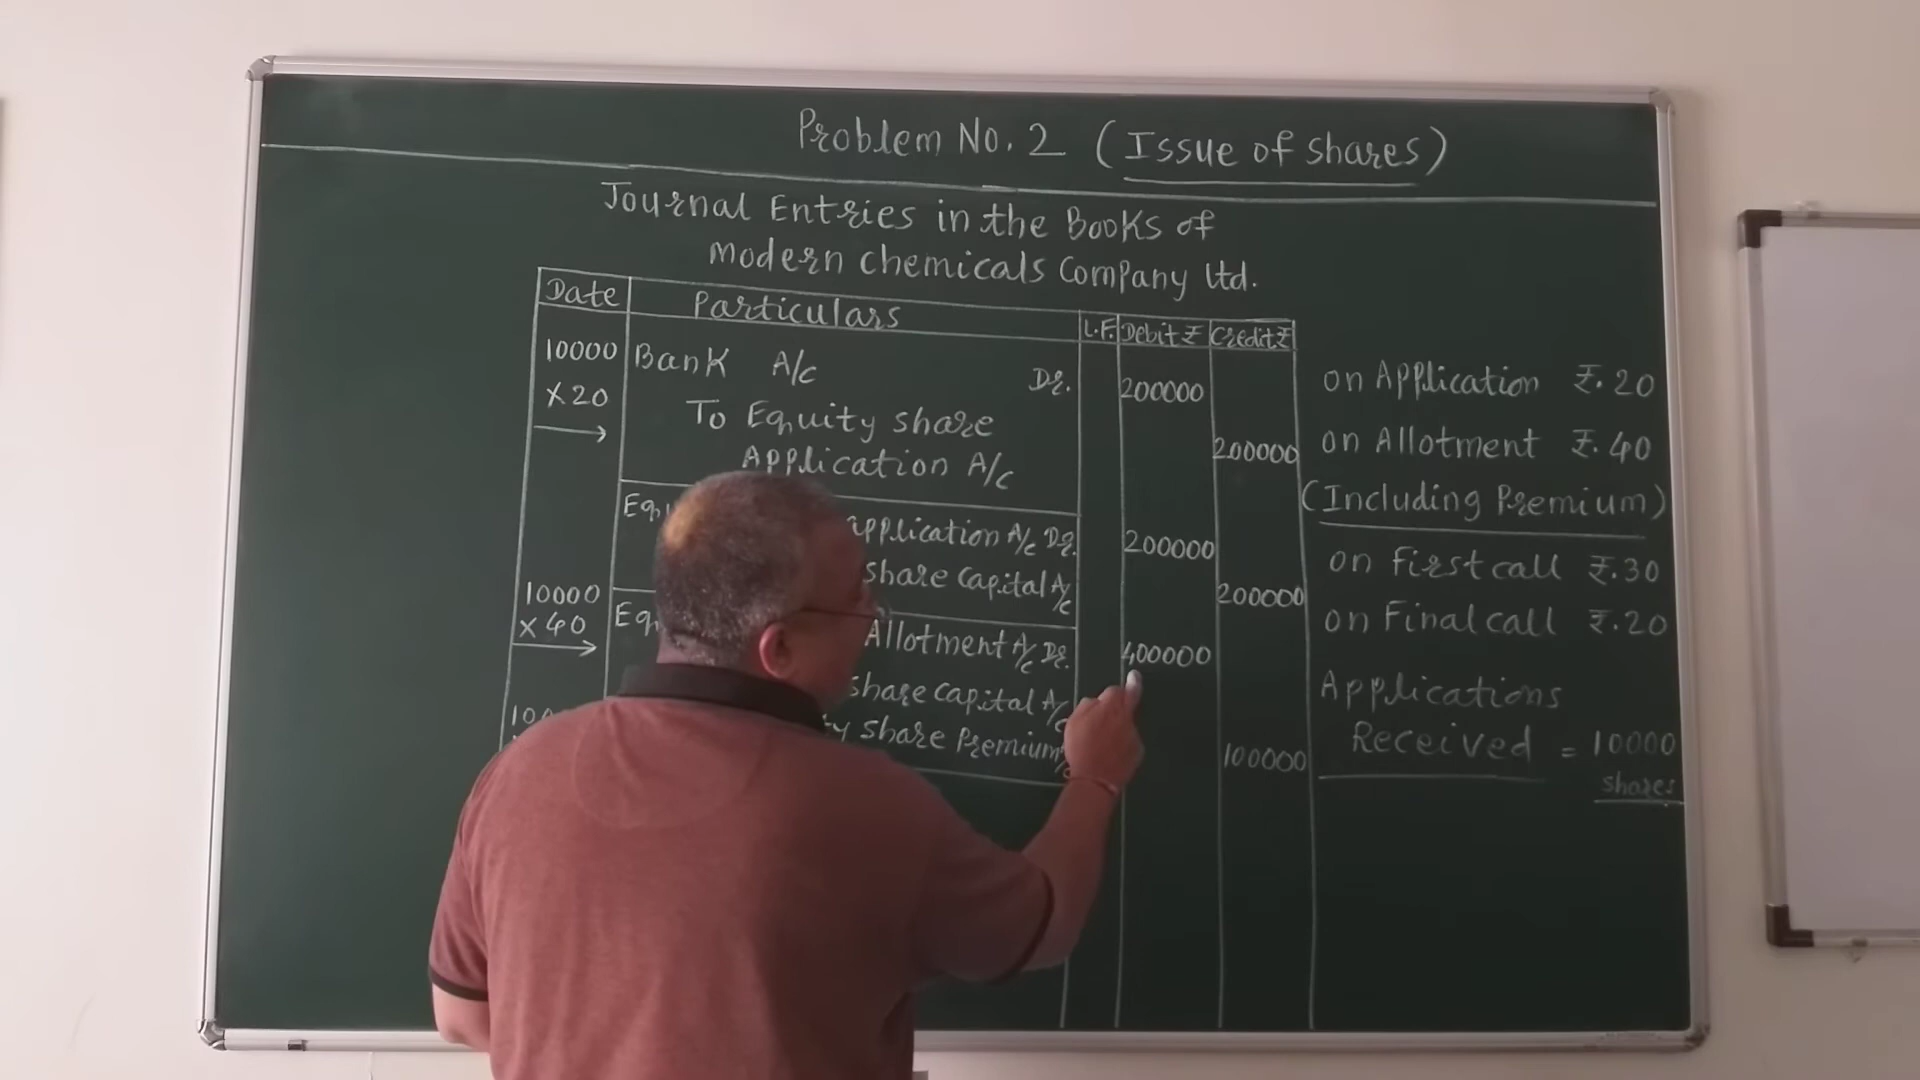 Problem No. 2 (Issue of shares)
Journal Entries in the Books of
Modern Chemicals Company Ltd.
Date Particulars L.F. Debit ₹ Credit ₹
10000 Bank A/c Dr. 200000
X 20 To Equity share
Application A/c 200000
Application A/c Dr. 200000
share Capital A/c 200000
10000
X 40 Allotment A/c Dr. 400000
share Capital A/c
share Premium 100000
on Application ₹. 20
on Allotment ₹. 40
(Including Premium)
on First call ₹. 30
on Final call ₹. 20
Applications
Received = 10000
shares